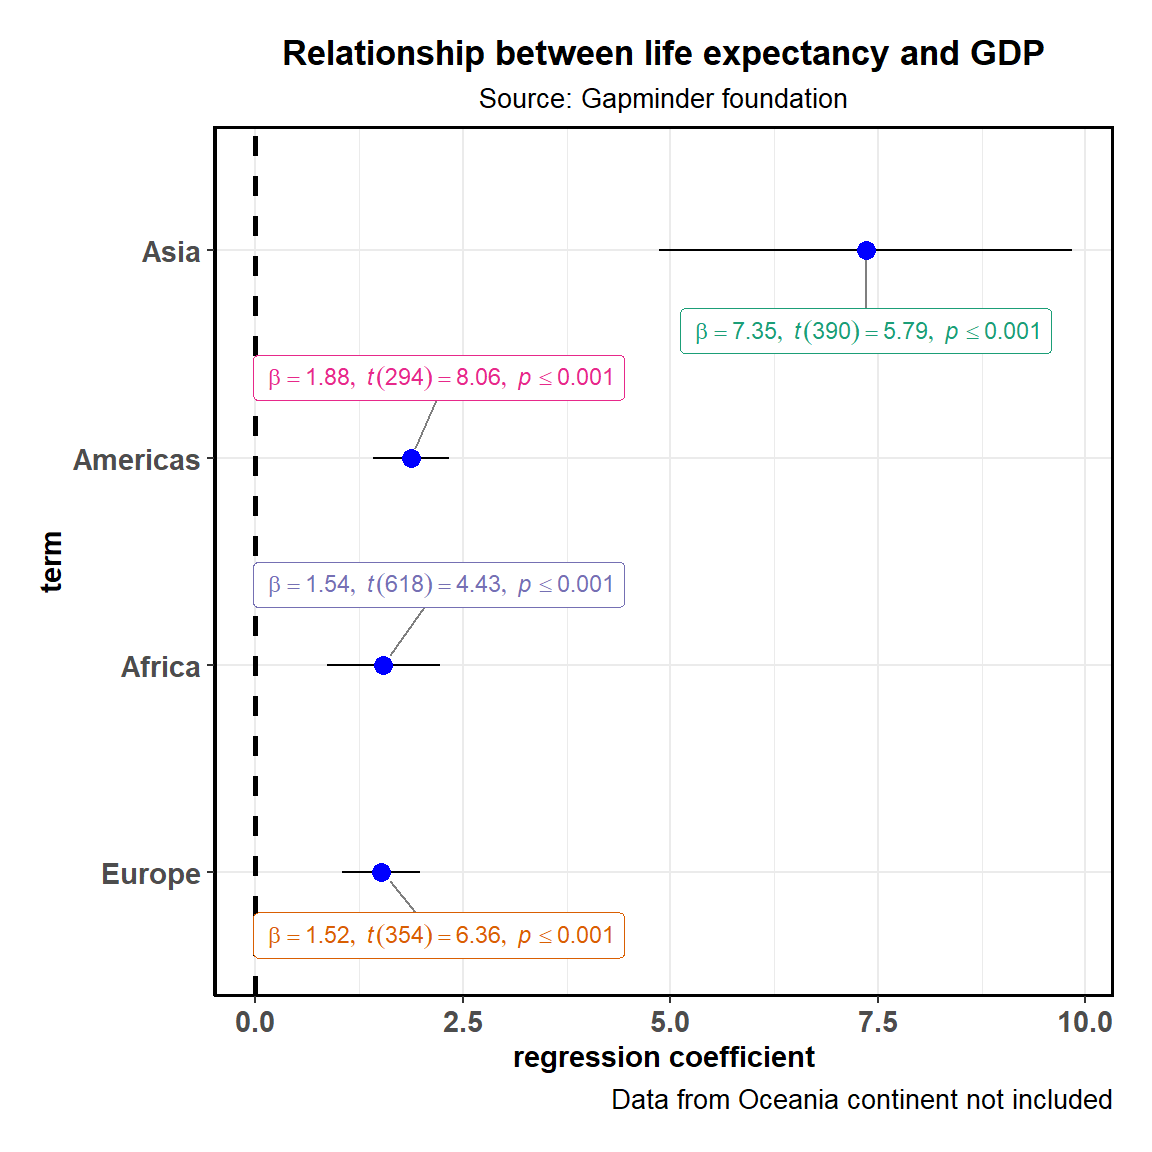 Relationship between life expectancy and GDP
Source: Gapminder foundation
Asia
β = 7.35, t(390) = 5.79, p ≤ 0.001
β = 1.88, t(294) = 8.06, p ≤ 0.001
Americas
term
β = 1.54, t(618) = 4.43, p ≤ 0.001
Africa
Europe
β = 1.52, t(354) = 6.36, p ≤ 0.001
0.0 2.5 5.0 7.5 10.0
regression coefficient
Data from Oceania continent not included